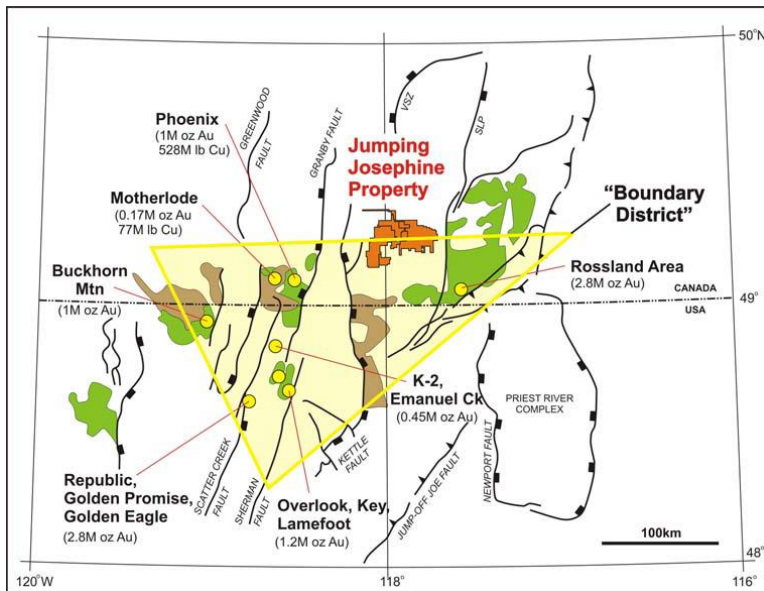 50°N
Phoenix
(1M oz Au
528M lb Cu)
GREENWOOD
FAULT
GRANBY FAULT
VSZ
SLP
Jumping
Josephine
Property
Motherlode
(0.17M oz Au
77M lb Cu)
“Boundary
District”
Buckhorn
Mtn
(1M oz Au)
Rossland Area
(2.8M oz Au)
CANADA
49°
USA
K-2,
Emanuel Ck
(0.45M oz Au)
PRIEST RIVER
COMPLEX
Republic,
Golden Promise,
Golden Eagle
(2.8M oz Au)
SCATTER CREEK
FAULT
SHERMAN
FAULT
KETTLE
FAULT
Overlook, Key,
Lamefoot
(1.2M oz Au)
JUMP-OFF JOE FAULT
NEWPORT FAULT
100km
48°
120°W
118°
116°